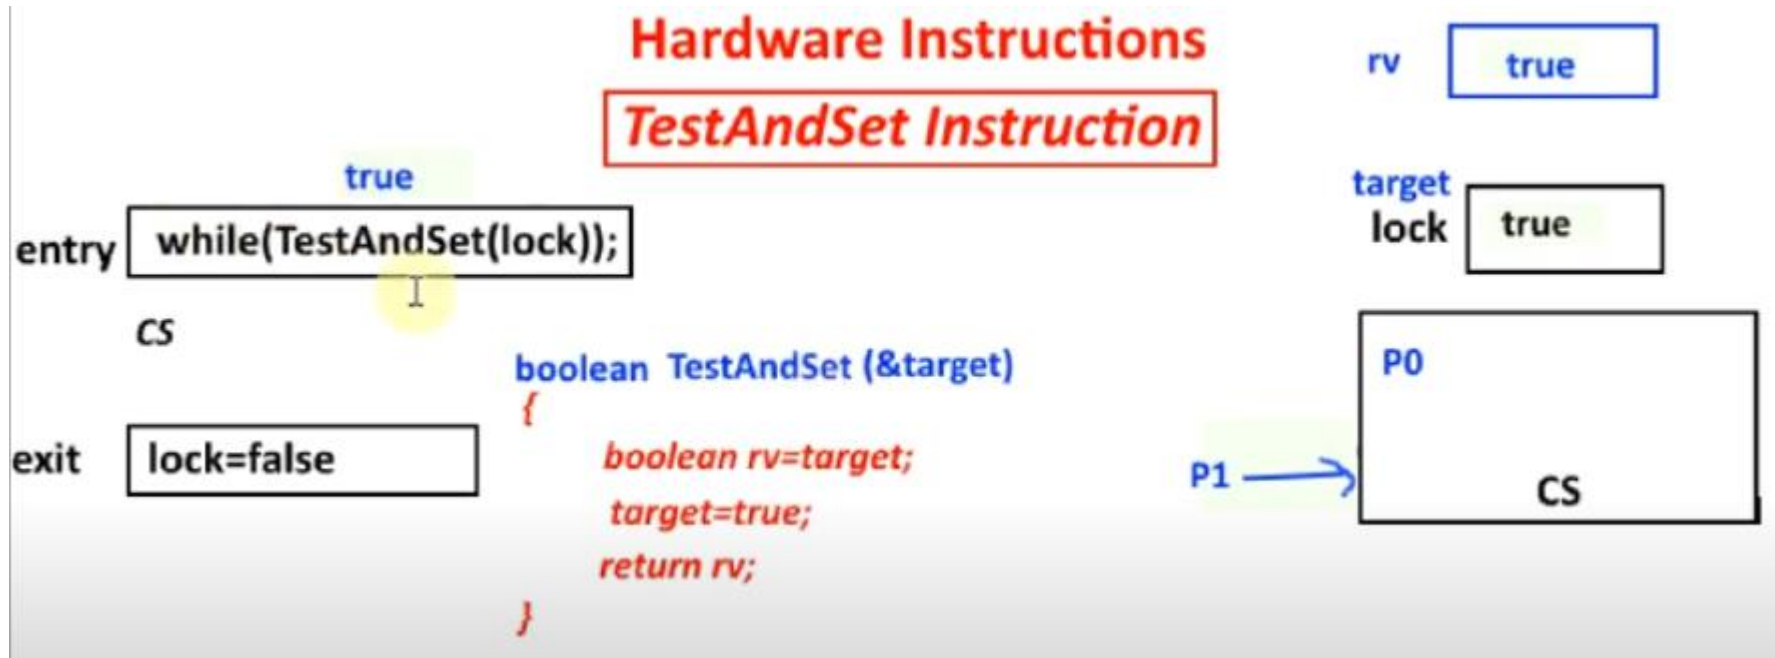 Hardware Instructions
rv true
TestAndSet Instruction
true
target
lock true
entry while(TestAndSet(lock));
CS
boolean TestAndSet (&target)
P0
{
exit lock=false
boolean rv=target;
P1
CS
target=true;
return rv;
}